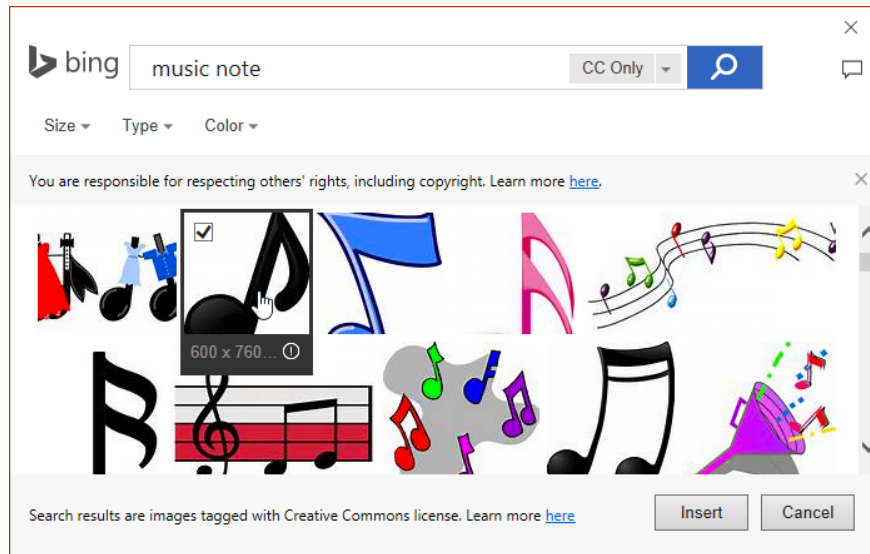 bing
music note
CC Only
Size
Type
Color
You are responsible for respecting others' rights, including copyright. Learn more here.
600 x 760...
Search results are images tagged with Creative Commons license. Learn more here
Insert
Cancel